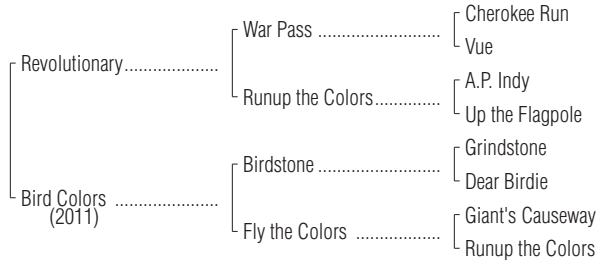 Cherokee Run
War Pass ..........................
Vue
Revolutionary....................
A.P. Indy
Runup the Colors..............
Up the Flagpole
Grindstone
Birdstone ..........................
Dear Birdie
Bird Colors ......................
(2011)
Giant's Causeway
Fly the Colors ..................
Runup the Colors